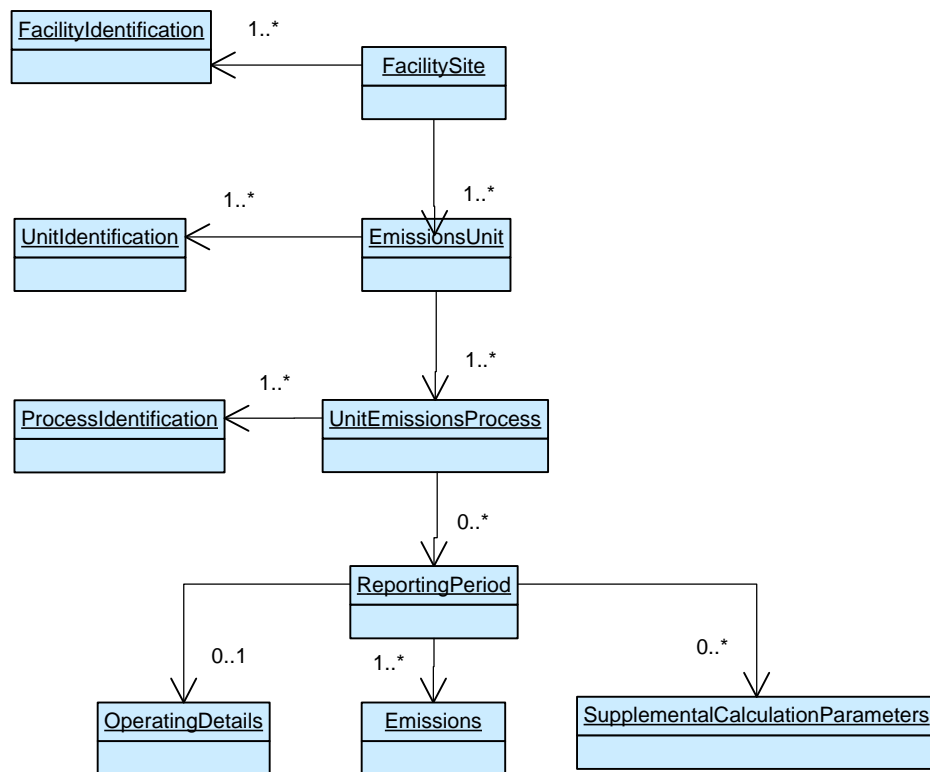 FacilityIdentification
1..*
FacilitySite
1..*
1..*
UnitIdentification
EmissionsUnit
1..*
1..*
ProcessIdentification
UnitEmissionsProcess
0..*
ReportingPeriod
0..1
1..*
0..*
OperatingDetails
Emissions
SupplementalCalculationParameters